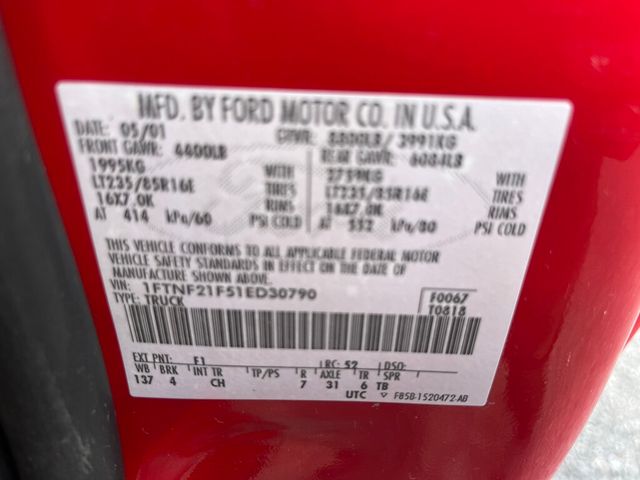 MFD. BY FORD MOTOR CO. IN U.S.A.
DATE: 05/01 GVWR: 8800LB/ 3991KG
FRONT GAWR: 4400LB REAR GAWR: 6084LB
1995KG WITH 2759KG WITH
LT235/85R16E TIRES LT235/85R16E TIRES
16X7.0K RIMS 16X7.0K RIMS
AT 414 kPa/60 PSI COLD AT 552 kPa/80 PSI COLD
THIS VEHICLE CONFORMS TO ALL APPLICABLE FEDERAL MOTOR
VEHICLE SAFETY STANDARDS IN EFFECT ON THE DATE OF
MANUFACTURE SHOWN ABOVE.
VIN: 1FTNF21F51ED30790 F0067
TYPE: TRUCK T0818
EXT PNT: E1 RC: 52 DSO:
WB BRK INT TR TP/PS R AXLE TR SPR
137 4 CH 7 31 6 TB
UTC ▽ F85B-1520472-AB